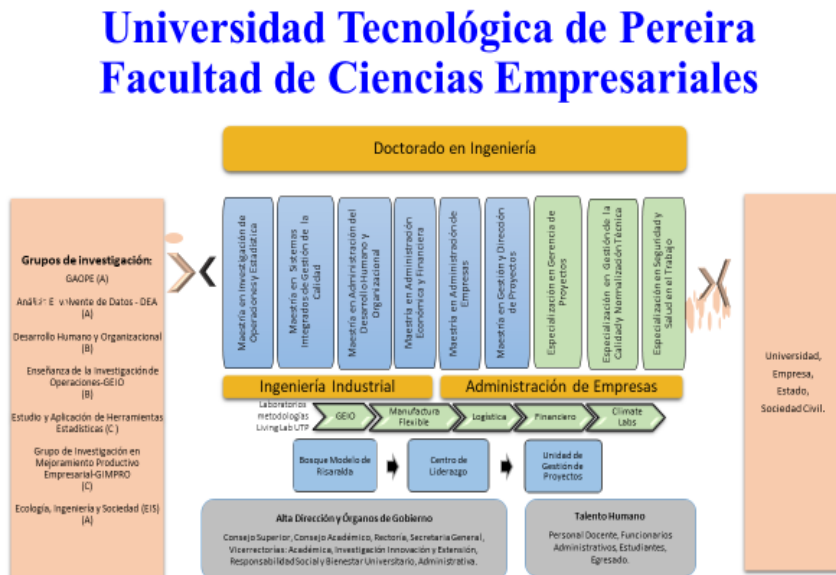 Universidad Tecnológica de Pereira
Facultad de Ciencias Empresariales
Doctorado en Ingeniería
Grupos de investigación:
GAOPE (A)
Envolvente de Datos - DEA
(A)
Desarrollo Humano y Organizacional
(B)
Enseñanza de la Investigación de
Operaciones-GEIO
(B)
Estudio y Aplicación de Herramientas
Estadísticas (C )
Grupo de Investigación en
Mejoramiento Productivo
Empresarial-GIMPRO
(C)
Ecología, Ingeniería y Sociedad (EIS)
(A)
Maestría en Investigación de
Operaciones y Estadística
Maestría en Sistemas
Integrados de Gestión de la
Calidad
Maestría en Administración del
Desarrollo Humano y
Organizacional
Maestría en Administración
Económica y Financiera
Maestría en Administración de
Empresas
Maestría en Gestión y Dirección
de Proyectos
Especialización en Gerencia de
Proyectos
Especialización en Gestión de la
Calidad y Normalización Técnica
Especialización en Seguridad y
Salud en el Trabajo
Ingeniería Industrial
Administración de Empresas
Laboratorios
metodologías
Living Lab UTP
GEIO
Manufactura
Flexible
Logística
Financiero
Climate
Labs
Bosque Modelo de
Risaralda
Centro de
Liderazgo
Unidad de
Gestión de
Proyectos
Alta Dirección y Órganos de Gobierno
Consejo Superior, Consejo Académico, Rectoría, Secretaria General,
Vicerrectorías: Académica, Investigación Innovación y Extensión,
Responsabilidad Social y Bienestar Universitario, Administrativa.
Talento Humano
Personal Docente, Funcionarios
Administrativos, Estudiantes,
Egresado.
Universidad,
Empresa,
Estado,
Sociedad Civil.